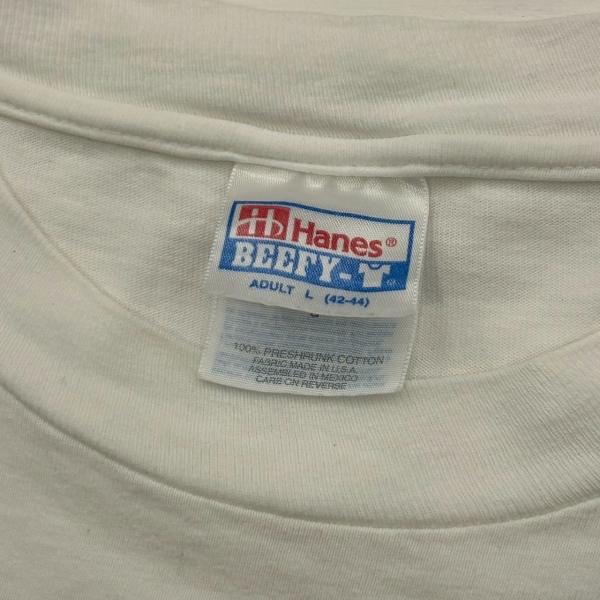 Hanes®
BEEFY-T®
ADULT L (42-44)
100% PRESHRUNK COTTON
FABRIC MADE IN U.S.A.
ASSEMBLED IN MEXICO
CARE ON REVERSE